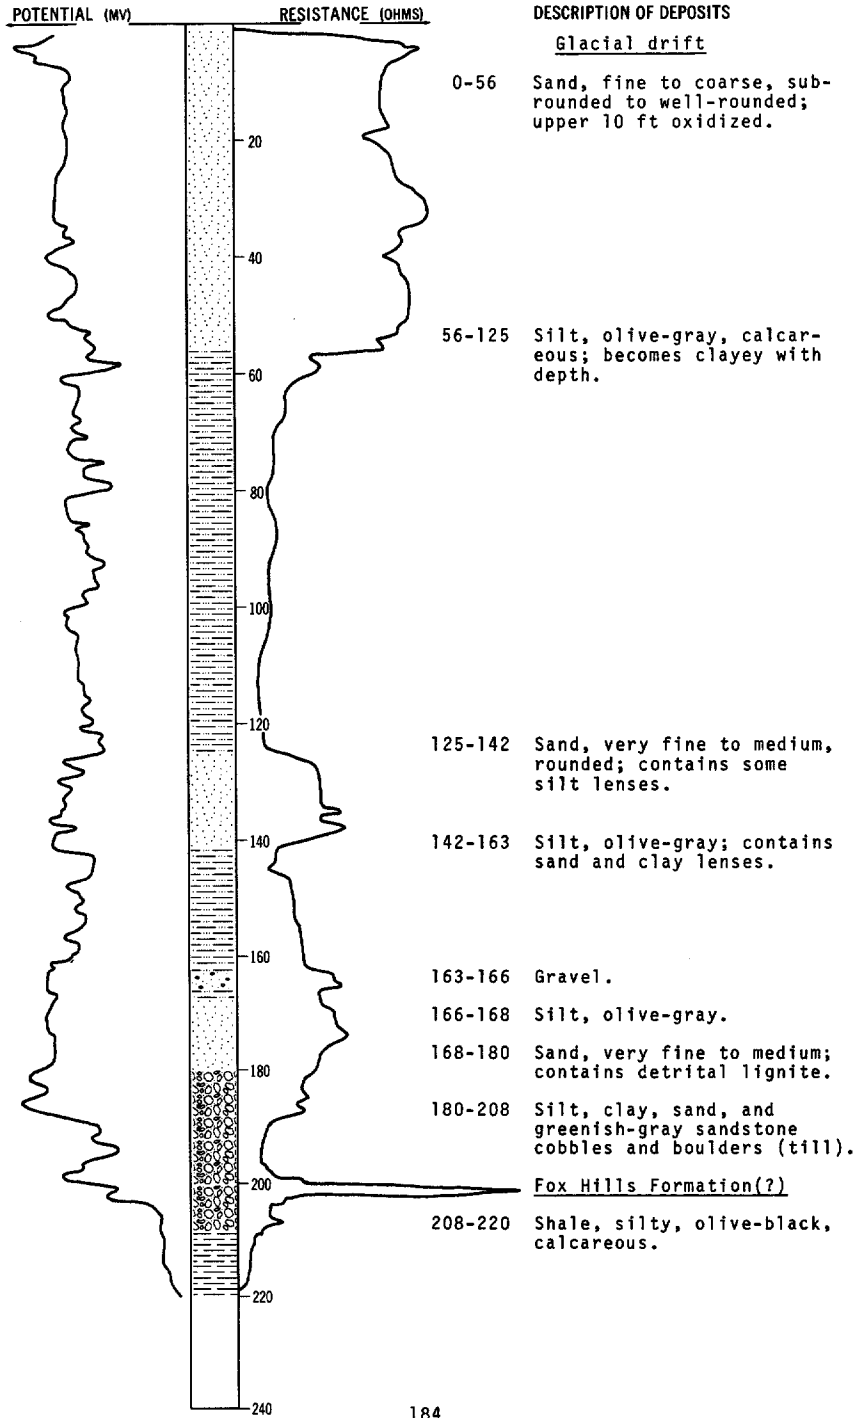 POTENTIAL (MV) RESISTANCE (OHMS) DESCRIPTION OF DEPOSITS
Glacial drift
0-56 Sand, fine to coarse, sub-
rounded to well-rounded;
upper 10 ft oxidized.
20
40
56-125 Silt, olive-gray, calcar-
eous; becomes clayey with
depth.
60
80
100
120
125-142 Sand, very fine to medium,
rounded; contains some
silt lenses.
140
142-163 Silt, olive-gray; contains
sand and clay lenses.
160
163-166 Gravel.
166-168 Silt, olive-gray.
168-180 Sand, very fine to medium;
contains detrital lignite.
180
180-208 Silt, clay, sand, and
greenish-gray sandstone
cobbles and boulders (till).
200
Fox Hills Formation(?)
208-220 Shale, silty, olive-black,
calcareous.
220
240
184